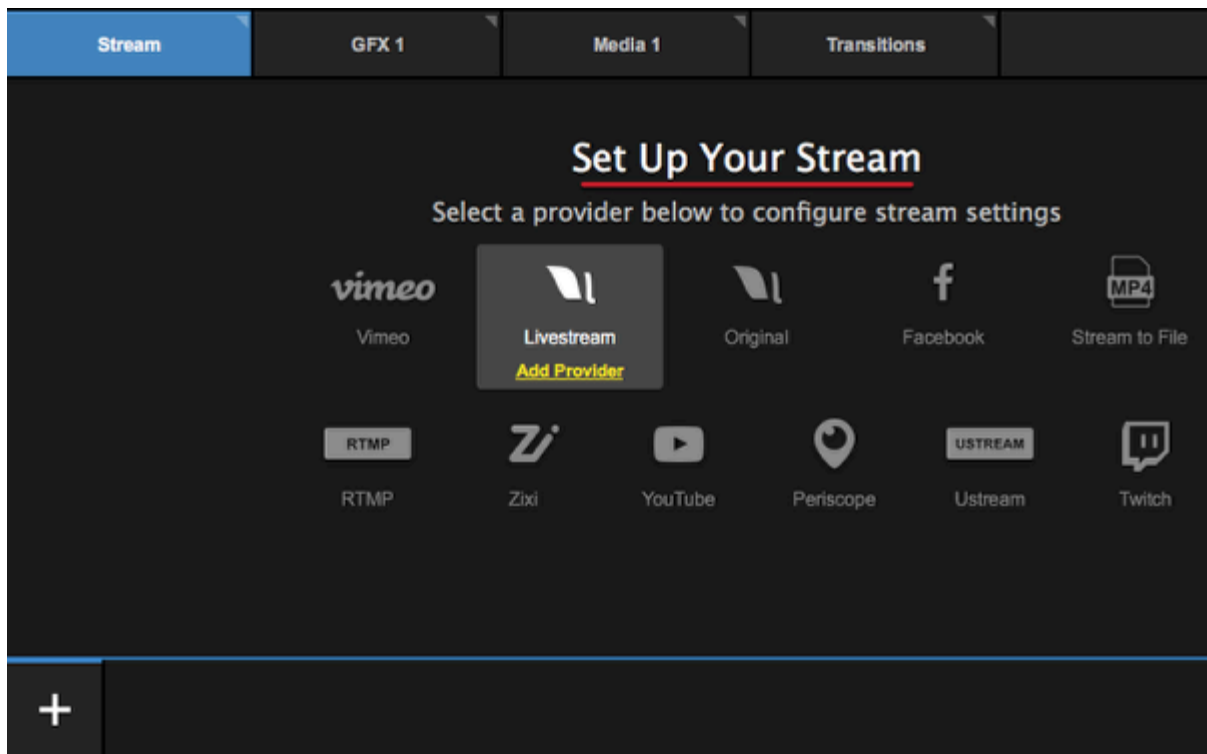 Stream GFX 1 Media 1 Transitions
Set Up Your Stream
Select a provider below to configure stream settings
vimeo f MP4
Vimeo Livestream Original Facebook Stream to File
Add Provider
RTMP Zi USTREAM
RTMP Zixi YouTube Periscope Ustream Twitch
+